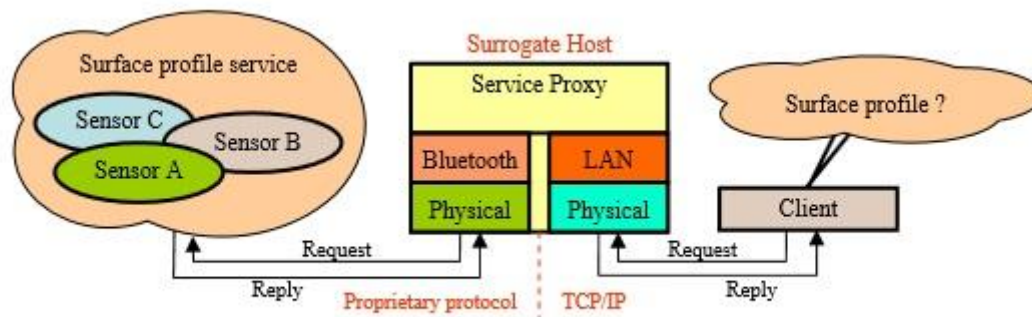 Surface profile service
Sensor C
Sensor B
Sensor A
Surrogate Host
Service Proxy
Bluetooth
LAN
Physical
Physical
Surface profile ?
Client
Request
Reply
Request
Reply
Proprietary protocol
TCP/IP